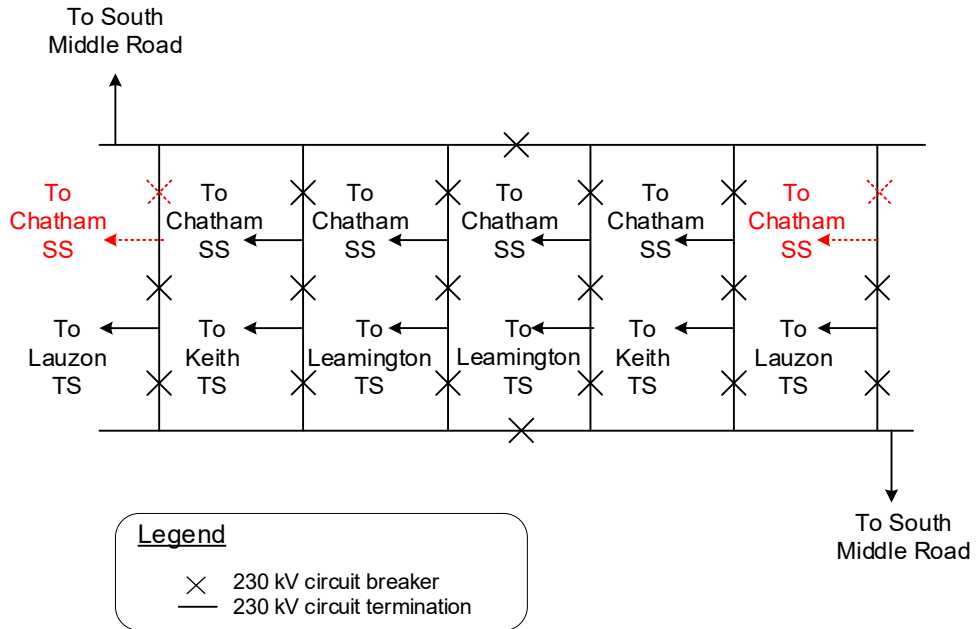 To South
Middle Road
To
Chatham
SS
To
Chatham
SS
To
Chatham
SS
To
Chatham
SS
To
Chatham
SS
To
Chatham
SS
To
Lauzon
TS
To
Keith
TS
To
Leamington
TS
To
Leamington
TS
To
Keith
TS
To
Lauzon
TS
To South
Middle Road
Legend
230 kV circuit breaker
230 kV circuit termination